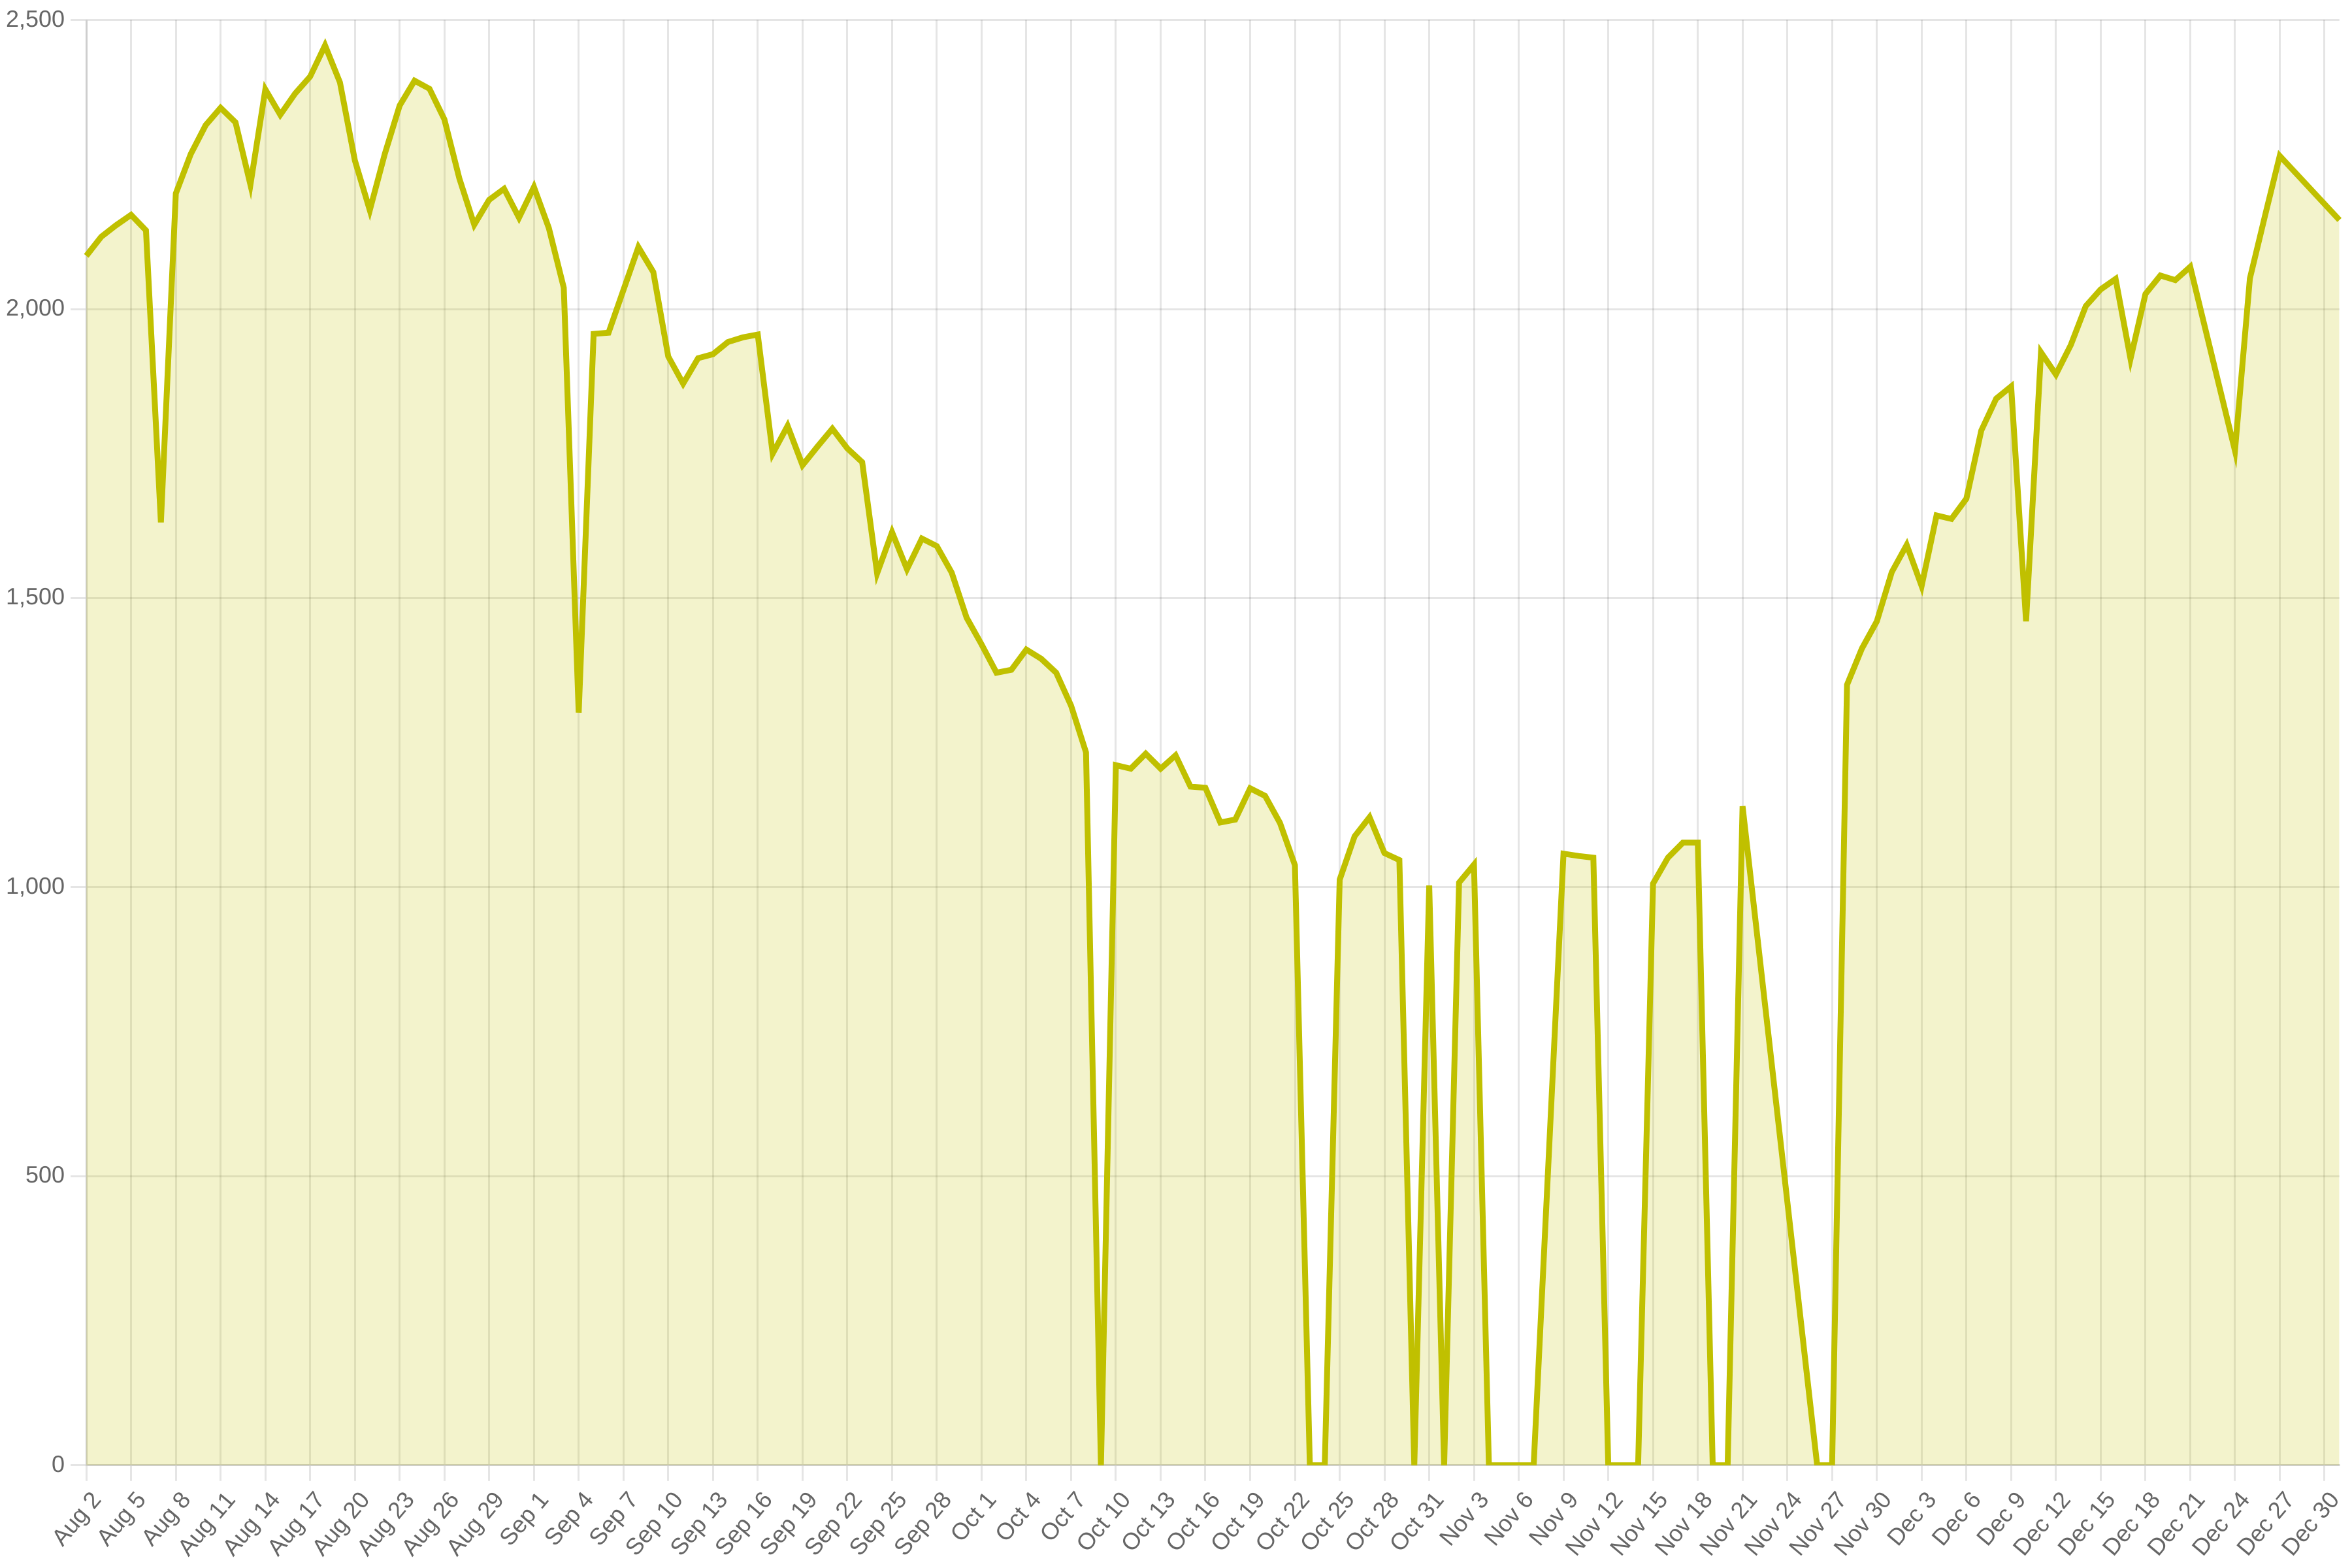 2,500
2,000
1,500
1,000
500
0
Aug 2
Aug 5
Aug 8
Aug 11
Aug 14
Aug 17
Aug 20
Aug 23
Aug 26
Aug 29
Sep 1
Sep 4
Sep 7
Sep 10
Sep 13
Sep 16
Sep 19
Sep 22
Sep 25
Sep 28
Oct 1
Oct 4
Oct 7
Oct 10
Oct 13
Oct 16
Oct 19
Oct 22
Oct 25
Oct 28
Oct 31
Nov 3
Nov 6
Nov 9
Nov 12
Nov 15
Nov 18
Nov 21
Nov 24
Nov 27
Nov 30
Dec 3
Dec 6
Dec 9
Dec 12
Dec 15
Dec 18
Dec 21
Dec 24
Dec 27
Dec 30